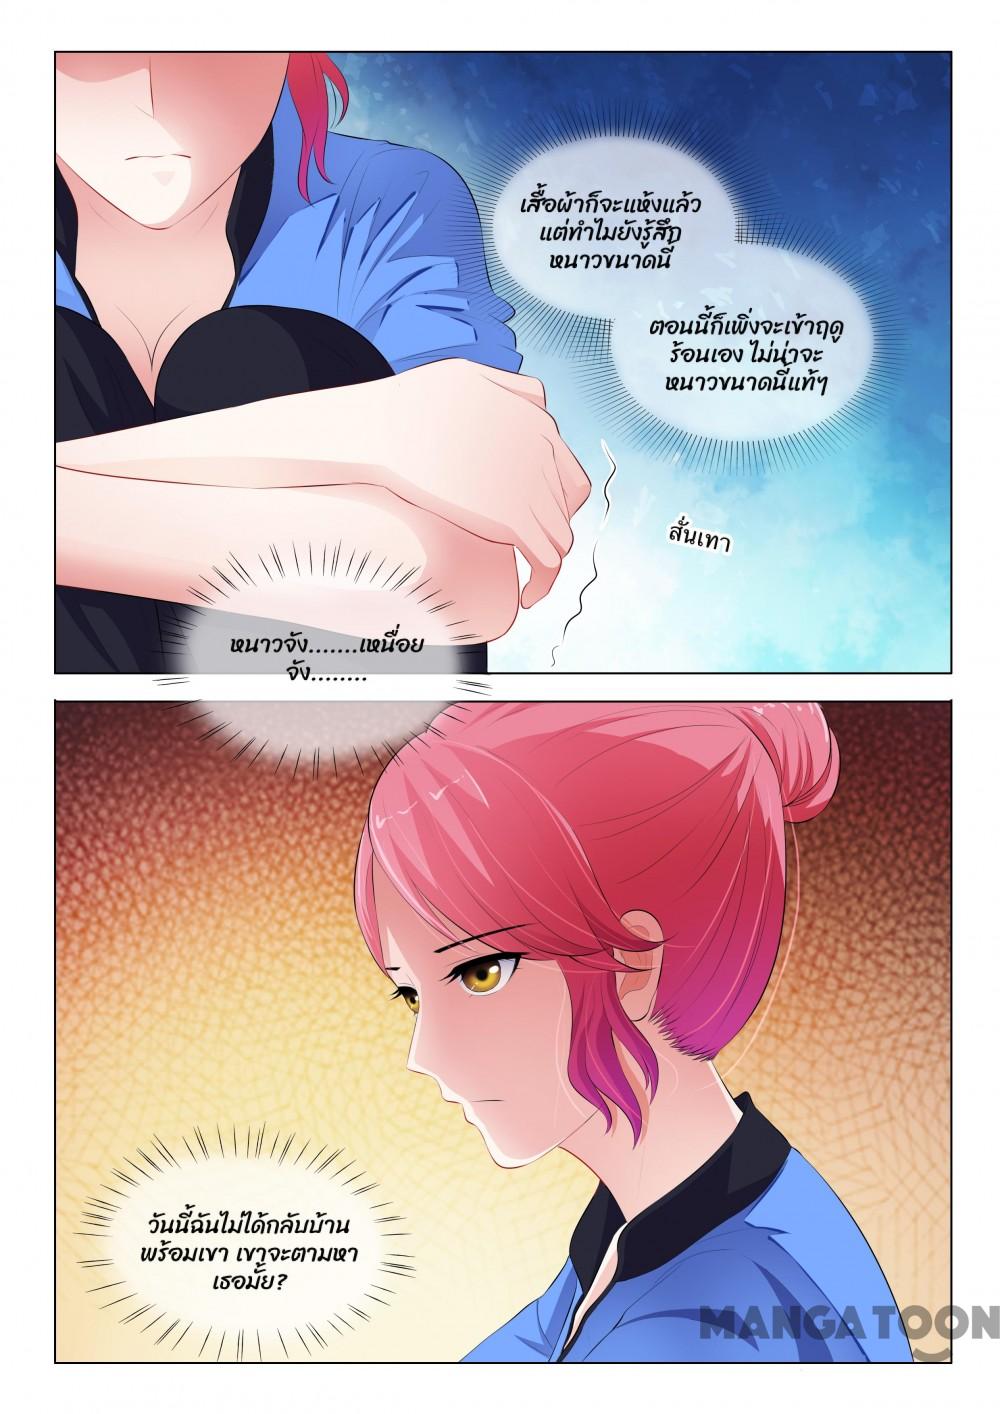 เสื้อผ้าก็จะแห้งแล้ว
แต่ทำไมยังรู้สึก
หนาวขนาดนี้
ตอนนี้ก็เพิ่งจะเข้าฤดู
ร้อนเอง ไม่น่าจะ
หนาวขนาดนี้แท้ๆ
สั่นเทา
หนาวจัง.......เหนื่อย
จัง........
วันนี้ฉันไม่ได้กลับบ้าน
พร้อมเขา เขาจะตามหา
เธอมั้ย?
MANGATOON